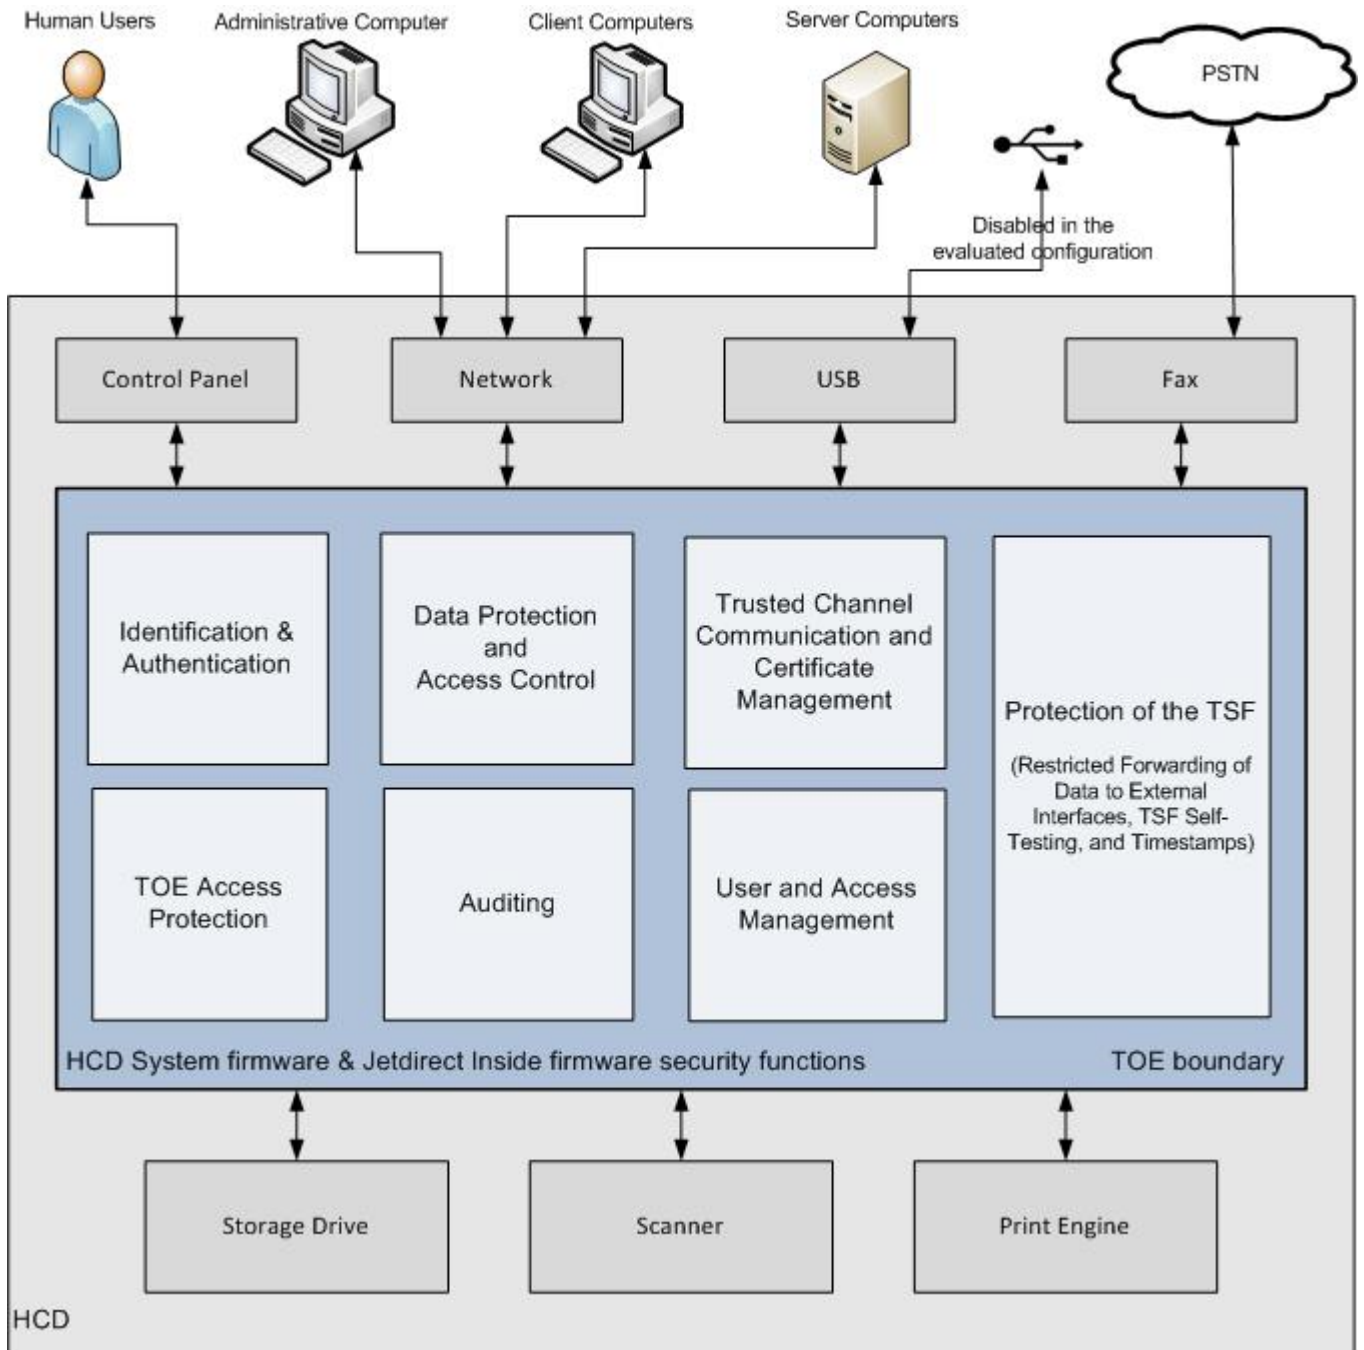 Human Users
Administrative Computer
Client Computers
Server Computers
PSTN
Disabled in the
evaluated configuration
Control Panel
Network
USB
Fax
Identification &
Authentication
Data Protection
and
Access Control
Trusted Channel
Communication and
Certificate
Management
Protection of the TSF
(Restricted Forwarding of
Data to External
Interfaces, TSF Self-
Testing, and Timestamps)
TOE Access
Protection
Auditing
User and Access
Management
HCD System firmware & Jetdirect Inside firmware security functions
TOE boundary
Storage Drive
Scanner
Print Engine
HCD